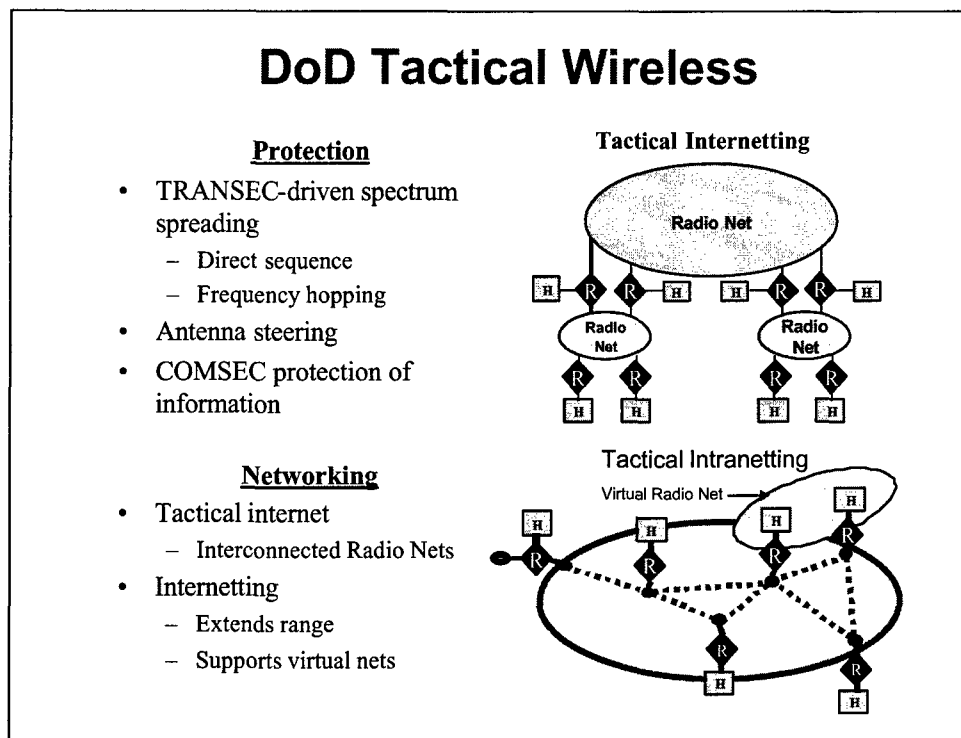 DoD Tactical Wireless
Protection
• TRANSEC-driven spectrum
spreading
– Direct sequence
– Frequency hopping
• Antenna steering
• COMSEC protection of
information
Networking
• Tactical internet
– Interconnected Radio Nets
• Internetting
– Extends range
– Supports virtual nets
Tactical Internetting
Radio Net
H R R H H R R H
Radio
Net
Radio
Net
R R R R
H H H H
Tactical Intranetting
Virtual Radio Net
H H H H
R R R R
R R
H H